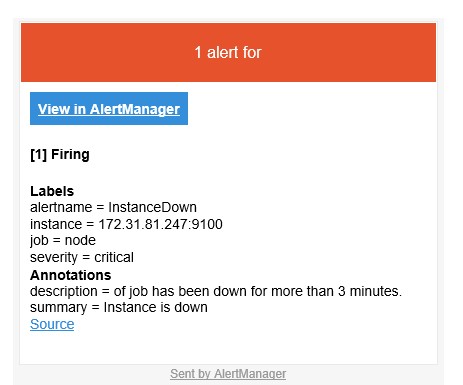 1 alert for
View in AlertManager
[1] Firing
Labels
alertname = InstanceDown
instance = 172.31.81.247:9100
job = node
severity = critical
Annotations
description = of job has been down for more than 3 minutes.
summary = Instance is down
Source
Sent by AlertManager